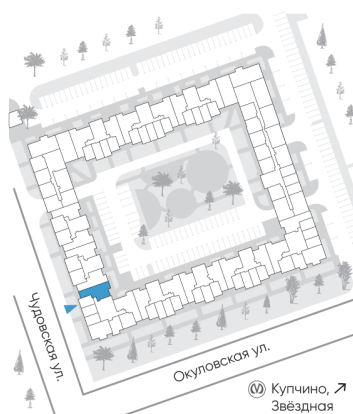 Чудовская ул.
Окуловская ул.
Купчино, ↗
Звёздная